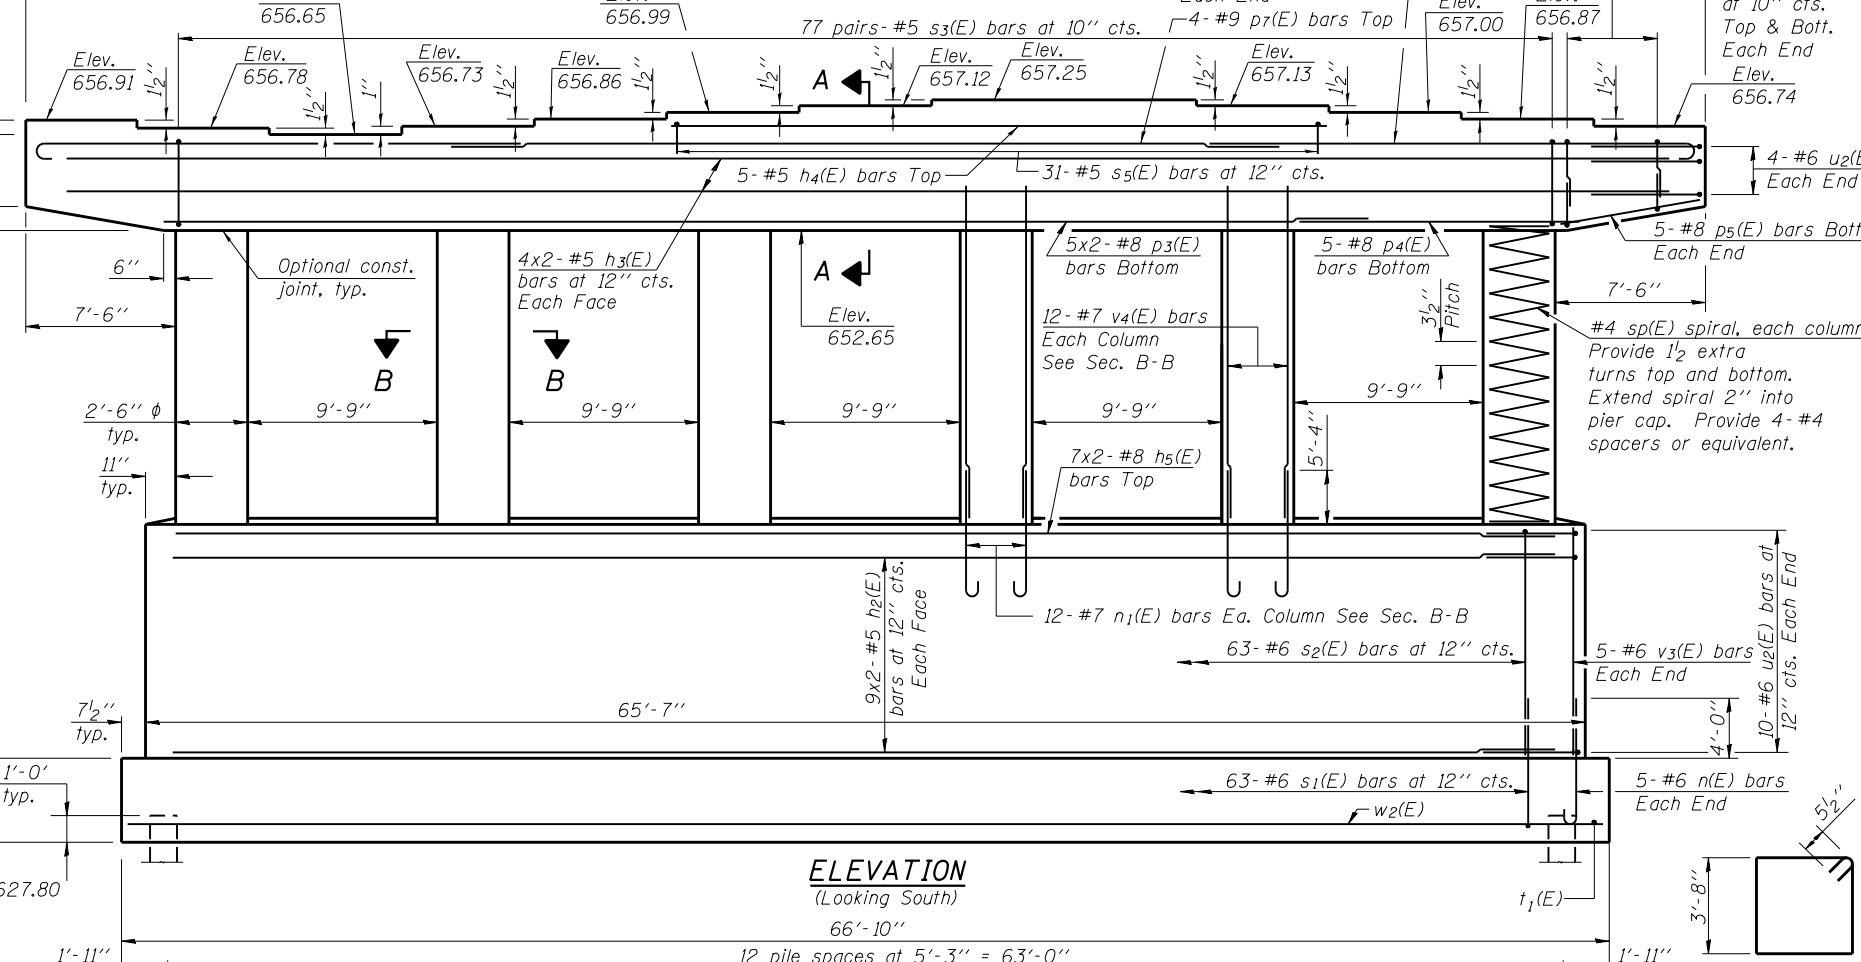 656.65
656.99
Each End
4-#9 p7(E) bars Top
Elev.
657.00
Elev.
656.87
at 10" cts.
Top & Bott.
Each End
77 pairs-#5 s3(E) bars at 10" cts.
Elev.
656.91
1½"
Elev.
656.78
1½"
1"
Elev.
656.73
1½"
Elev.
656.86
1½"
1½"
A
1½"
Elev.
657.12
Elev.
657.25
1½"
Elev.
657.13
1½"
1½"
1½"
Elev.
656.74
5-#5 h4(E) bars Top
31-#5 s5(E) bars at 12" cts.
4-#6 u2(E
Each End
6"
Optional const.
joint, typ.
4x2-#5 h3(E)
bars at 12" cts.
Each Face
A
5x2-#8 p3(E)
bars Bottom
5-#8 p4(E)
bars Bottom
5-#8 p5(E) bars Bott
Each End
7'-6"
B
B
Elev.
652.65
12-#7 v4(E) bars
Each Column
See Sec. B-B
3½"
Pitch
7'-6"
#4 sp(E) spiral, each column
Provide 1½ extra
turns top and bottom.
Extend spiral 2" into
pier cap. Provide 4-#4
spacers or equivalent.
2'-6" ϕ
typ.
9'-9"
9'-9"
9'-9"
9'-9"
9'-9"
11"
typ.
7x2-#8 h5(E)
bars Top
5'-4"
9x2-#5 h2(E)
bars at 12" cts.
Each Face
12-#7 n1(E) bars Ea. Column See Sec. B-B
63-#6 s2(E) bars at 12" cts.
5-#6 v3(E) bars
Each End
10-#6 u2(E) bars at
12" cts. Each End
7½"
typ.
65'-7"
4'-0"
1'-0'
typ.
63-#6 s1(E) bars at 12" cts.
5-#6 n(E) bars
Each End
w2(E)
5½"
627.80
ELEVATION
(Looking South)
t1(E)
3'-8"
66'-10"
1'-11"
12 pile spaces at 5'-3" = 63'-0"
1'-11"